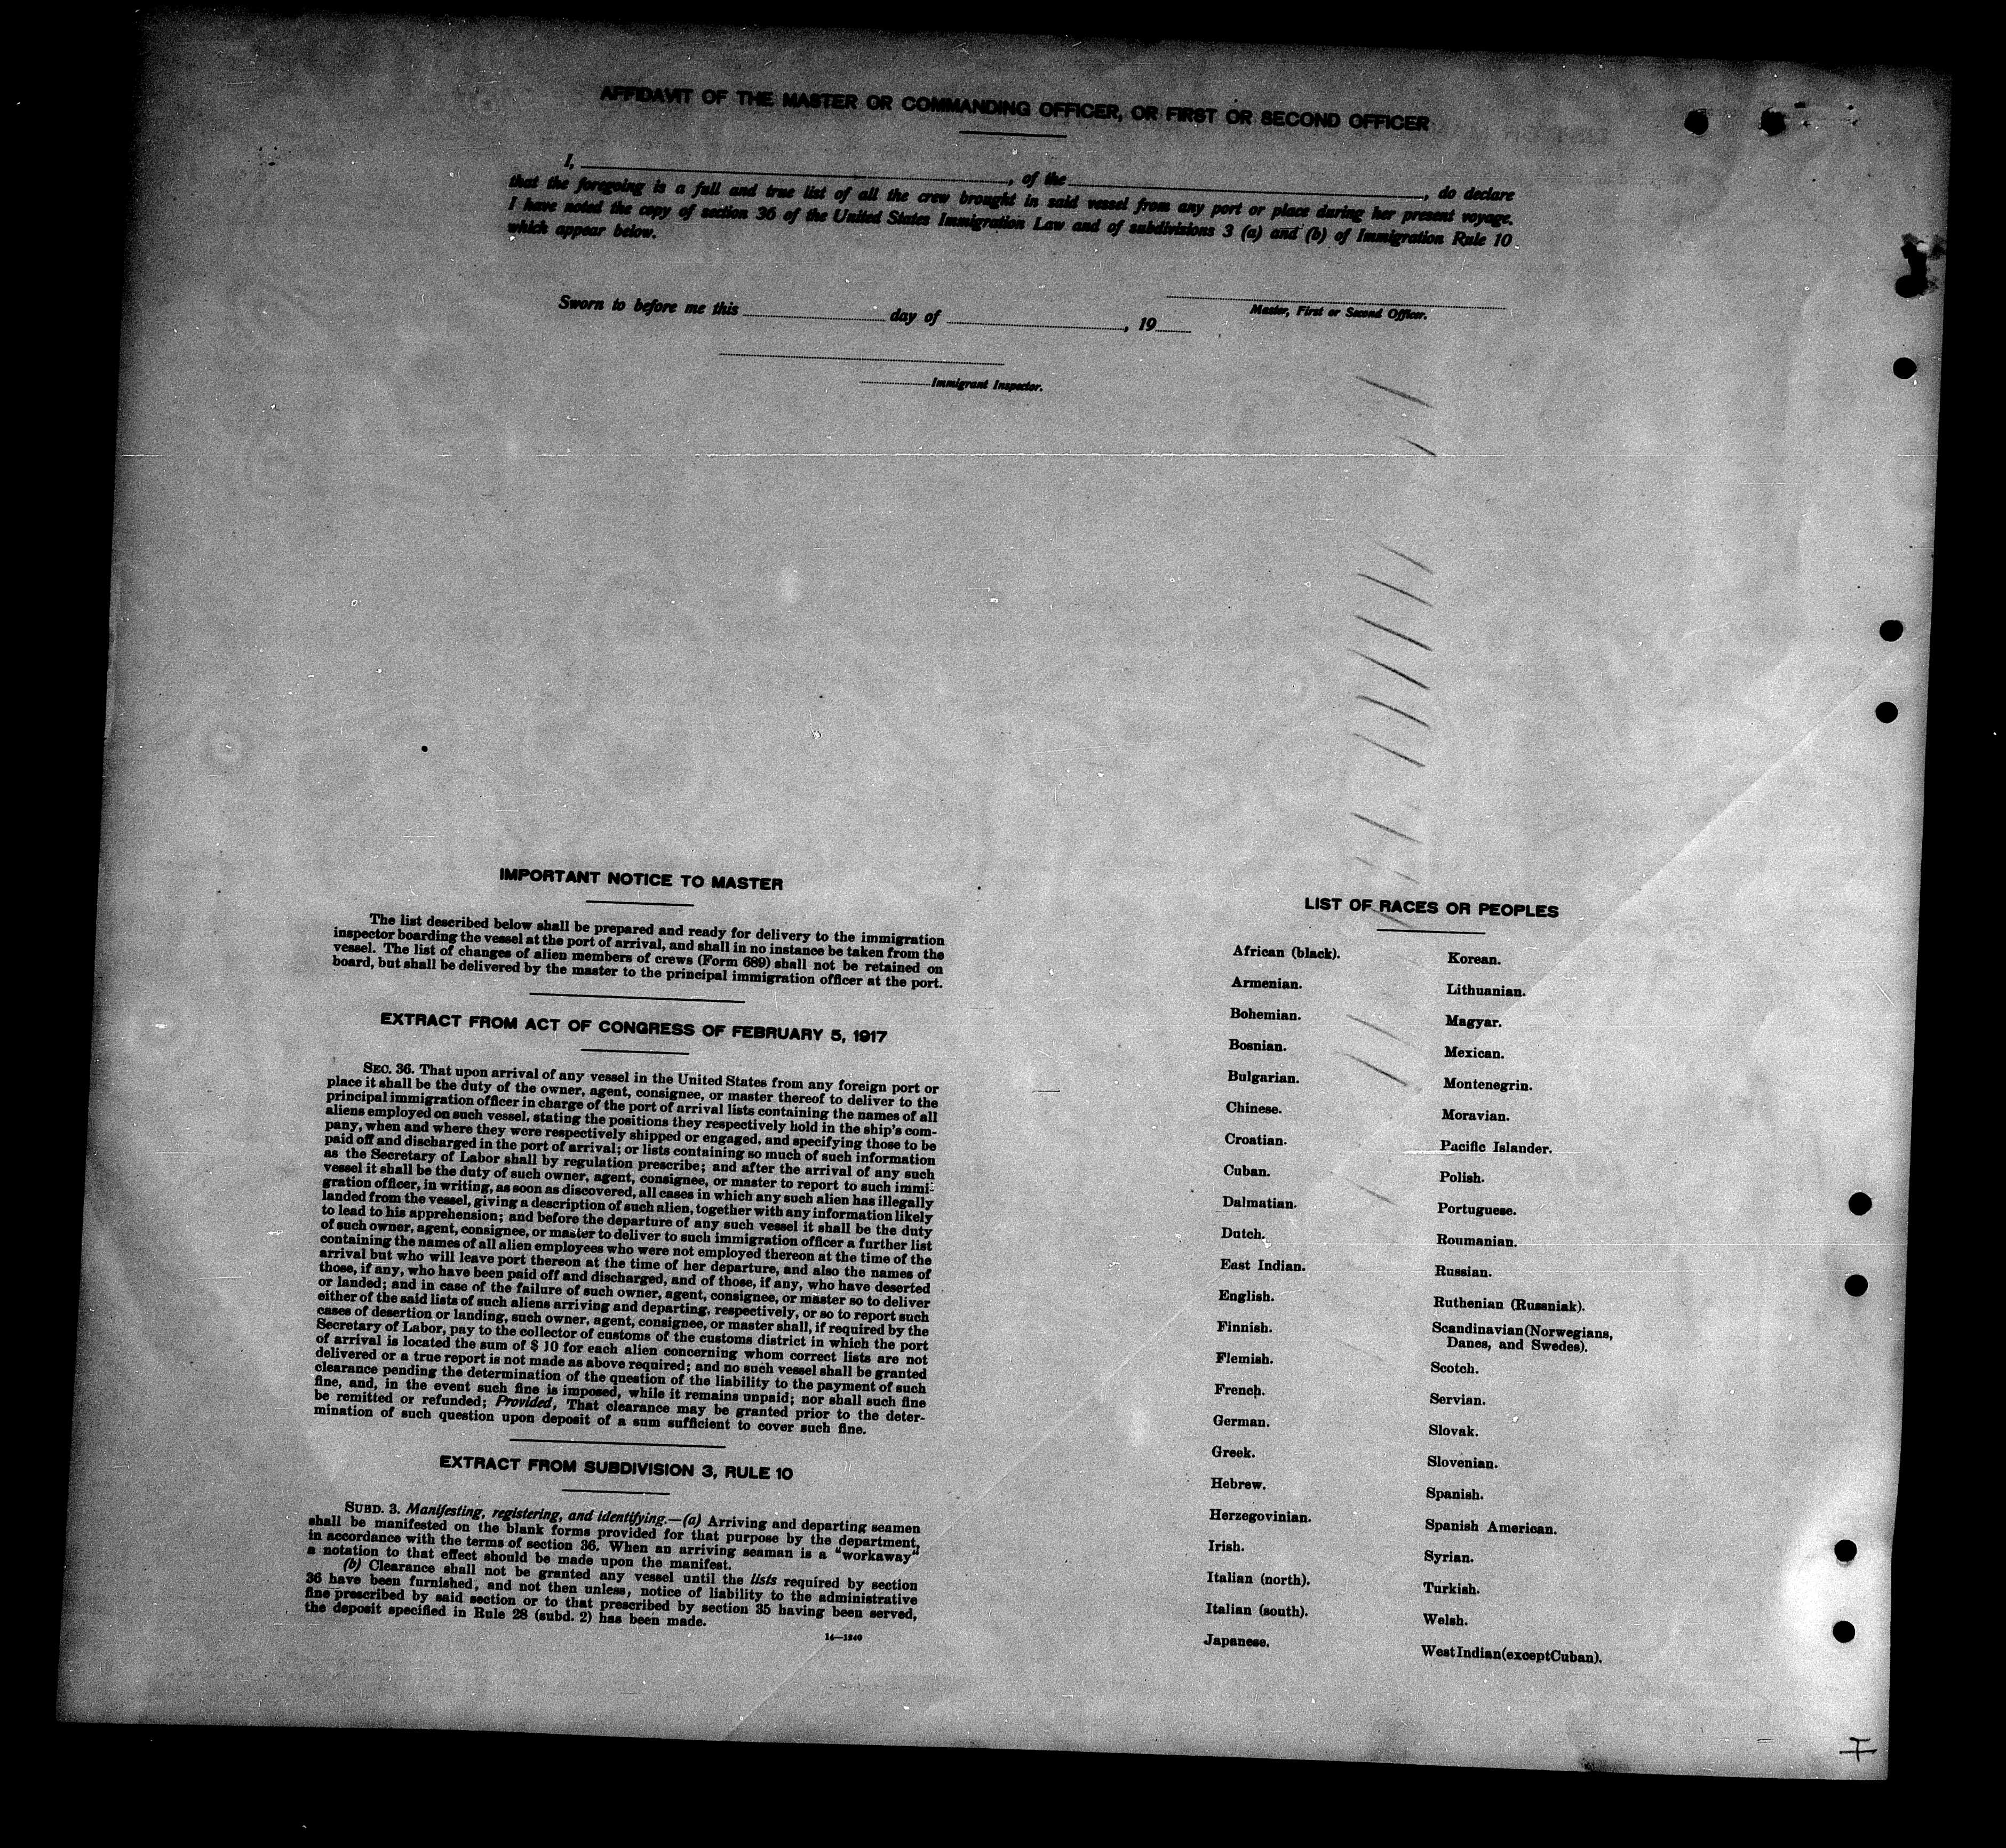 AFFIDAVIT OF THE MASTER OR COMMANDING OFFICER, OR FIRST OR SECOND OFFICER
I, , of the , do declare
that the foregoing is a full and true list of all the crew brought in said vessel from any port or place during her present voyage.
I have noted the copy of section 36 of the United States Immigration Law and of subdivisions 3 (a) and (b) of Immigration Rule 10
which appear below.
Master, First or Second Officer.
Sworn to before me this day of , 19
Immigrant Inspector.
IMPORTANT NOTICE TO MASTER
The list described below shall be prepared and ready for delivery to the immigration
inspector boarding the vessel at the port of arrival, and shall in no instance be taken from the
vessel. The list of changes of alien members of crews (Form 689) shall not be retained on
board, but shall be delivered by the master to the principal immigration officer at the port.
EXTRACT FROM ACT OF CONGRESS OF FEBRUARY 5, 1917
SEC. 36. That upon arrival of any vessel in the United States from any foreign port or
place it shall be the duty of the owner, agent, consignee, or master thereof to deliver to the
principal immigration officer in charge of the port of arrival lists containing the names of all
aliens employed on such vessel, stating the positions they respectively hold in the ship's com-
pany, when and where they were respectively shipped or engaged, and specifying those to be
paid off and discharged in the port of arrival; or lists containing so much of such information
as the Secretary of Labor shall by regulation prescribe; and after the arrival of any such
vessel it shall be the duty of such owner, agent, consignee, or master to report to such immi-
gration officer, in writing, as soon as discovered, all cases in which any such alien has illegally
landed from the vessel, giving a description of such alien, together with any information likely
to lead to his apprehension; and before the departure of any such vessel it shall be the duty
of such owner, agent, consignee, or master to deliver to such immigration officer a further list
containing the names of all alien employees who were not employed thereon at the time of the
arrival but who will leave port thereon at the time of her departure, and also the names of
those, if any, who have been paid off and discharged, and of those, if any, who have deserted
or landed; and in case of the failure of such owner, agent, consignee, or master so to deliver
either of the said lists of such aliens arriving and departing, respectively, or so to report such
cases of desertion or landing, such owner, agent, consignee, or master shall, if required by the
Secretary of Labor, pay to the collector of customs of the customs district in which the port
of arrival is located the sum of $10 for each alien concerning whom correct lists are not
delivered or a true report is not made as above required; and no such vessel shall be granted
clearance pending the determination of the question of the liability to the payment of such
fine, and, in the event such fine is imposed, while it remains unpaid; nor shall such fine
be remitted or refunded; Provided, That clearance may be granted prior to the deter-
mination of such question upon deposit of a sum sufficient to cover such fine.
EXTRACT FROM SUBDIVISION 3, RULE 10
SUBD. 3. Manifesting, registering, and identifying.—(a) Arriving and departing seamen
shall be manifested on the blank forms provided for that purpose by the department,
in accordance with the terms of section 36. When an arriving seaman is a "workaway"
a notation to that effect should be made upon the manifest.
(b) Clearance shall not be granted any vessel until the lists required by section
36 have been furnished, and not then unless, notice of liability to the administrative
fine prescribed by said section or to that prescribed by section 35 having been served,
the deposit specified in Rule 28 (subd. 2) has been made.
14—1240
LIST OF RACES OR PEOPLES
African (black).
Armenian.
Bohemian.
Bosnian.
Bulgarian.
Chinese.
Croatian.
Cuban.
Dalmatian.
Dutch.
East Indian.
English.
Finnish.
Flemish.
French.
German.
Greek.
Hebrew.
Herzegovinian.
Irish.
Italian (north).
Italian (south).
Japanese.
Korean.
Lithuanian.
Magyar.
Mexican.
Montenegrin.
Moravian.
Pacific Islander.
Polish.
Portuguese.
Roumanian.
Russian.
Ruthenian (Russniak).
Scandinavian (Norwegians,
Danes, and Swedes).
Scotch.
Servian.
Slovak.
Slovenian.
Spanish.
Spanish American.
Syrian.
Turkish.
Welsh.
West Indian (except Cuban).